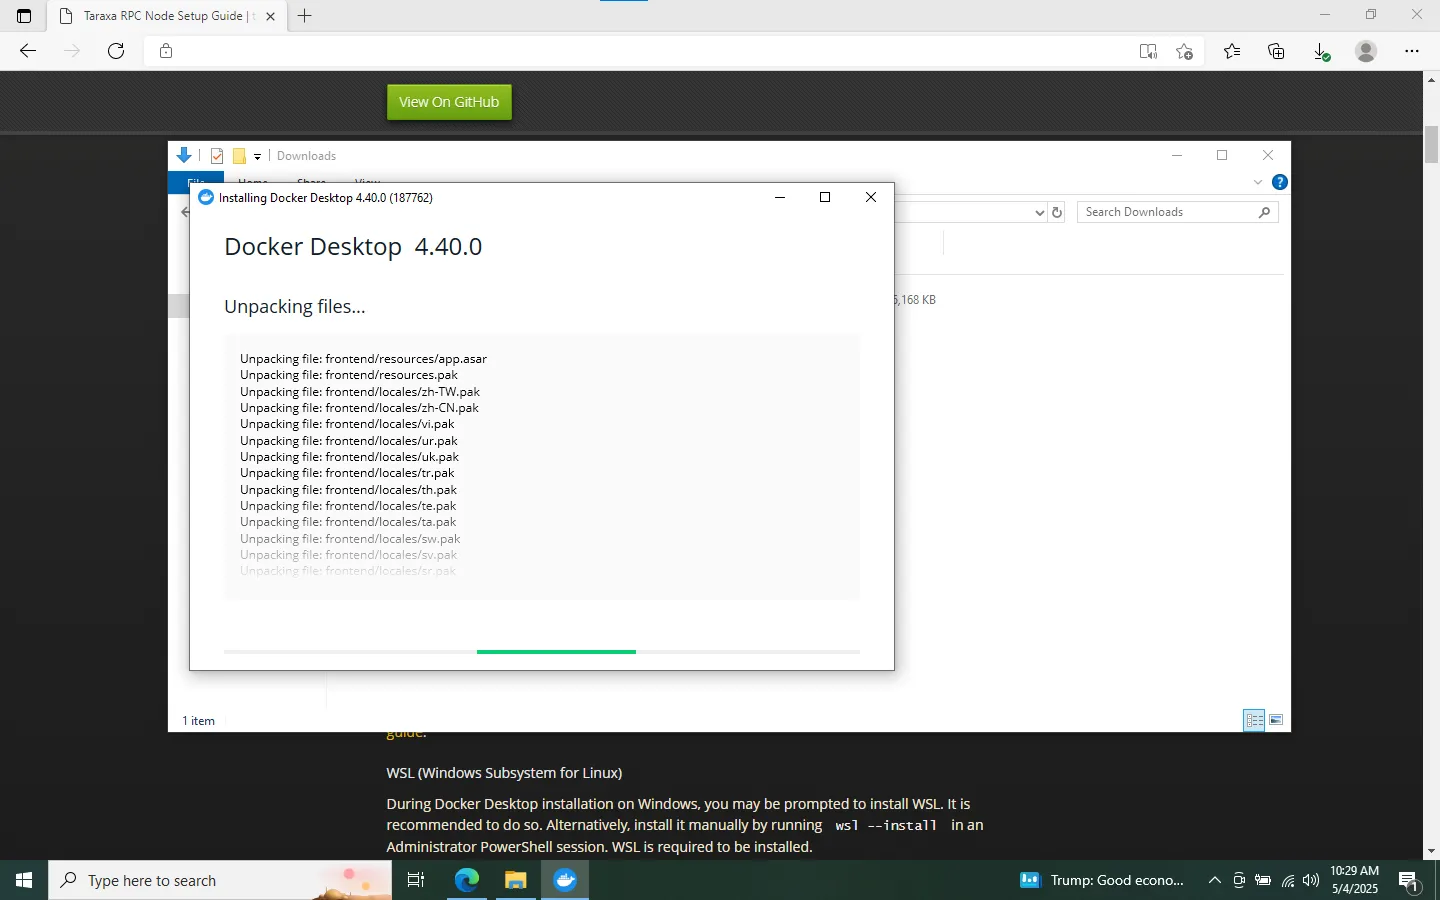 Taraxa RPC Node Setup Guide | t
View On GitHub
Downloads
File
Home
Share
View
Search Downloads
Installing Docker Desktop 4.40.0 (187762)
Docker Desktop 4.40.0
Unpacking files...
,168 KB
Unpacking file: frontend/resources/app.asar
Unpacking file: frontend/resources.pak
Unpacking file: frontend/locales/zh-TW.pak
Unpacking file: frontend/locales/zh-CN.pak
Unpacking file: frontend/locales/vi.pak
Unpacking file: frontend/locales/ur.pak
Unpacking file: frontend/locales/uk.pak
Unpacking file: frontend/locales/tr.pak
Unpacking file: frontend/locales/th.pak
Unpacking file: frontend/locales/te.pak
Unpacking file: frontend/locales/ta.pak
Unpacking file: frontend/locales/sw.pak
Unpacking file: frontend/locales/sv.pak
Unpacking file: frontend/locales/sr.pak
1 item
guide.
WSL (Windows Subsystem for Linux)
During Docker Desktop installation on Windows, you may be prompted to install WSL. It is
recommended to do so. Alternatively, install it manually by running wsl --install in an
Administrator PowerShell session. WSL is required to be installed.
Type here to search
Trump: Good econo...
10:29 AM
5/4/2025
1